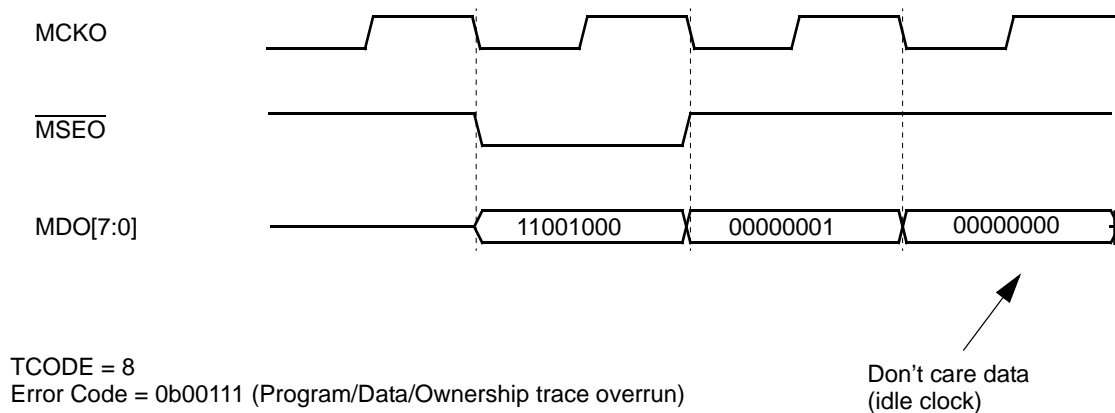 MCKO
MSEO
MDO[7:0]
11001000
00000001
00000000
TCODE = 8
Error Code = 0b00111 (Program/Data/Ownership trace overrun)
Don't care data
(idle clock)